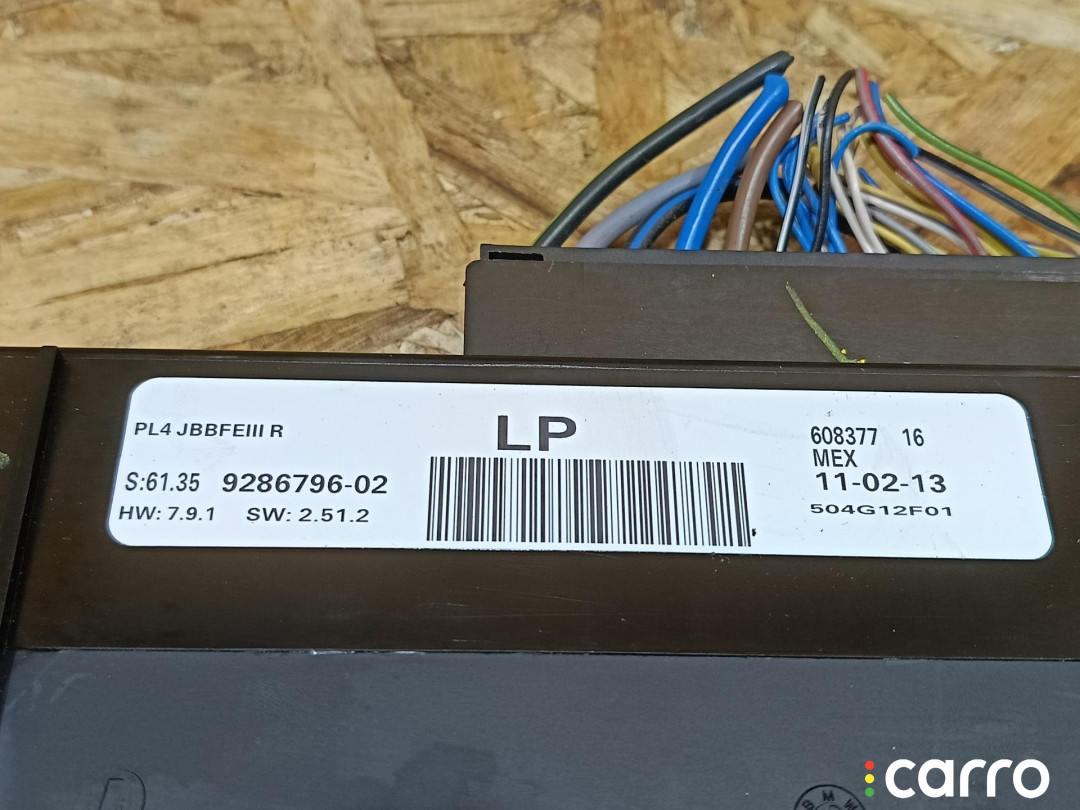 PL4 JBBFEIII R
LP
608377 16
MEX
S:61.35 9286796-02
11-02-13
HW: 7.9.1 SW: 2.51.2
504G12F01
carro
BMW